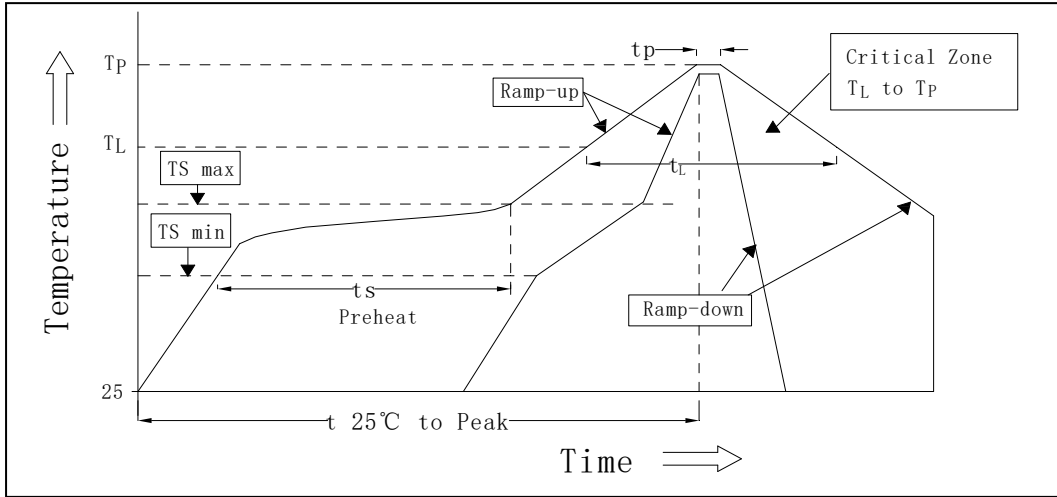 tp
Critical Zone
TL to TP
TP
Ramp-up
TL
TS max
tL
TS min
ts
Preheat
Ramp-down
25
t 25℃ to Peak
Time
Temperature